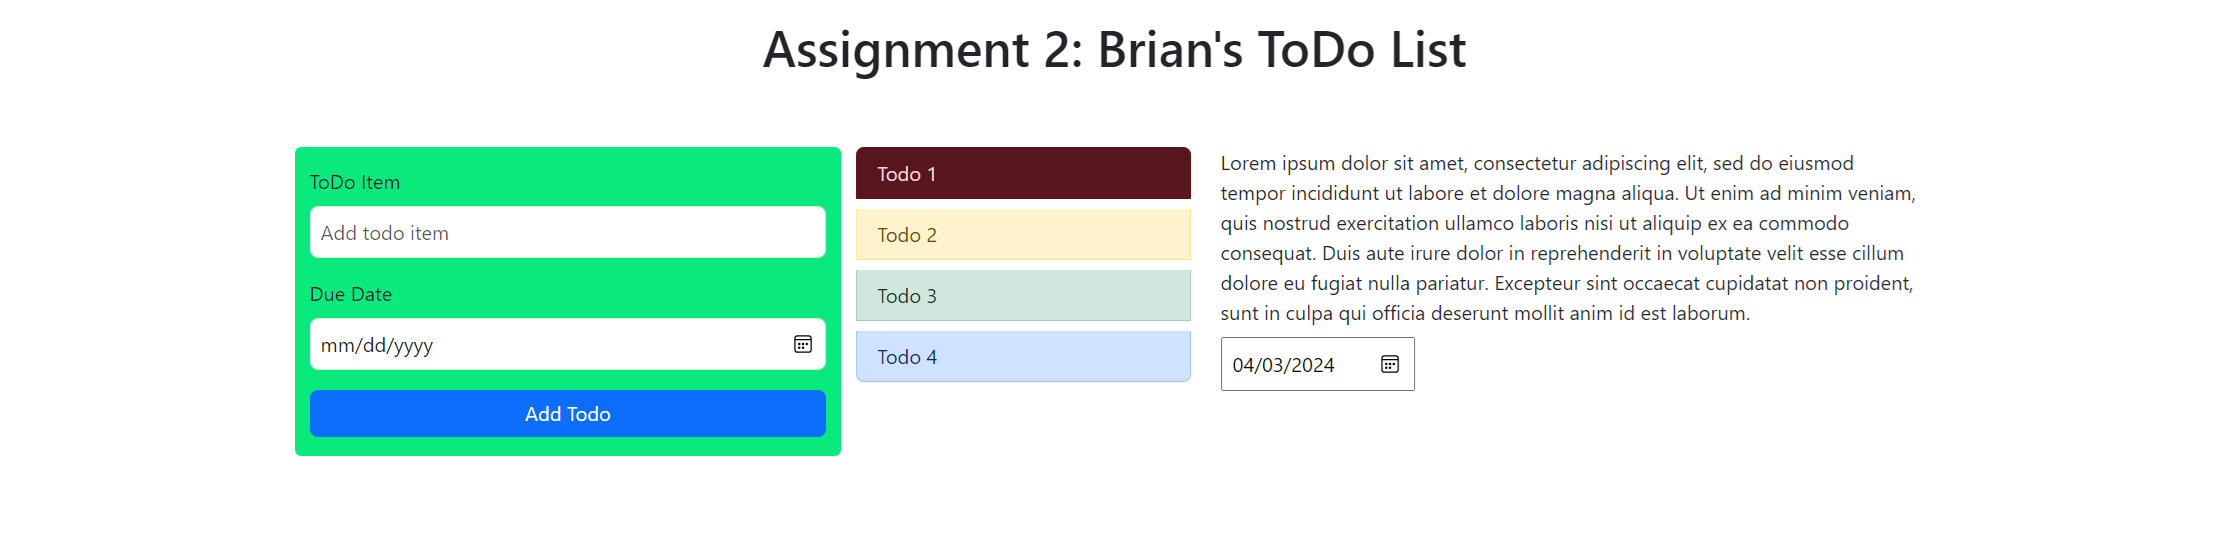 Assignment 2: Brian's ToDo List
ToDo Item
Add todo item
Due Date
mm/dd/yyyy
Add Todo
Todo 1
Todo 2
Todo 3
Todo 4
Lorem ipsum dolor sit amet, consectetur adipiscing elit, sed do eiusmod
tempor incididunt ut labore et dolore magna aliqua. Ut enim ad minim veniam,
quis nostrud exercitation ullamco laboris nisi ut aliquip ex ea commodo
consequat. Duis aute irure dolor in reprehenderit in voluptate velit esse cillum
dolore eu fugiat nulla pariatur. Excepteur sint occaecat cupidatat non proident,
sunt in culpa qui officia deserunt mollit anim id est laborum.
04/03/2024